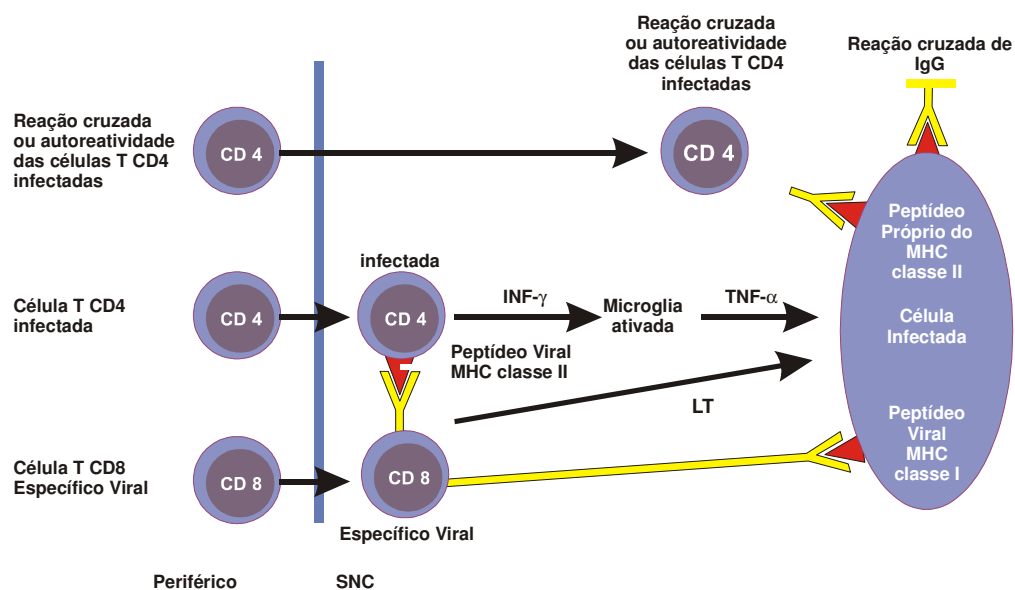 Reação cruzada
ou autoreatividade
das células T CD4
infectadas
Reação cruzada de
IgG
Reação cruzada
ou autoreatividade
das células T CD4
infectadas
CD 4
CD 4
Peptídeo
Próprio do
MHC
classe II
infectada
Célula T CD4
infectada
CD 4
CD 4
INF-γ
Microglia
ativada
TNF-α
Célula
Infectada
Peptídeo Viral
MHC classe II
LT
Peptídeo
Viral
MHC
classe I
Célula T CD8
Específico Viral
CD 8
CD 8
Específico Viral
Periférico
SNC